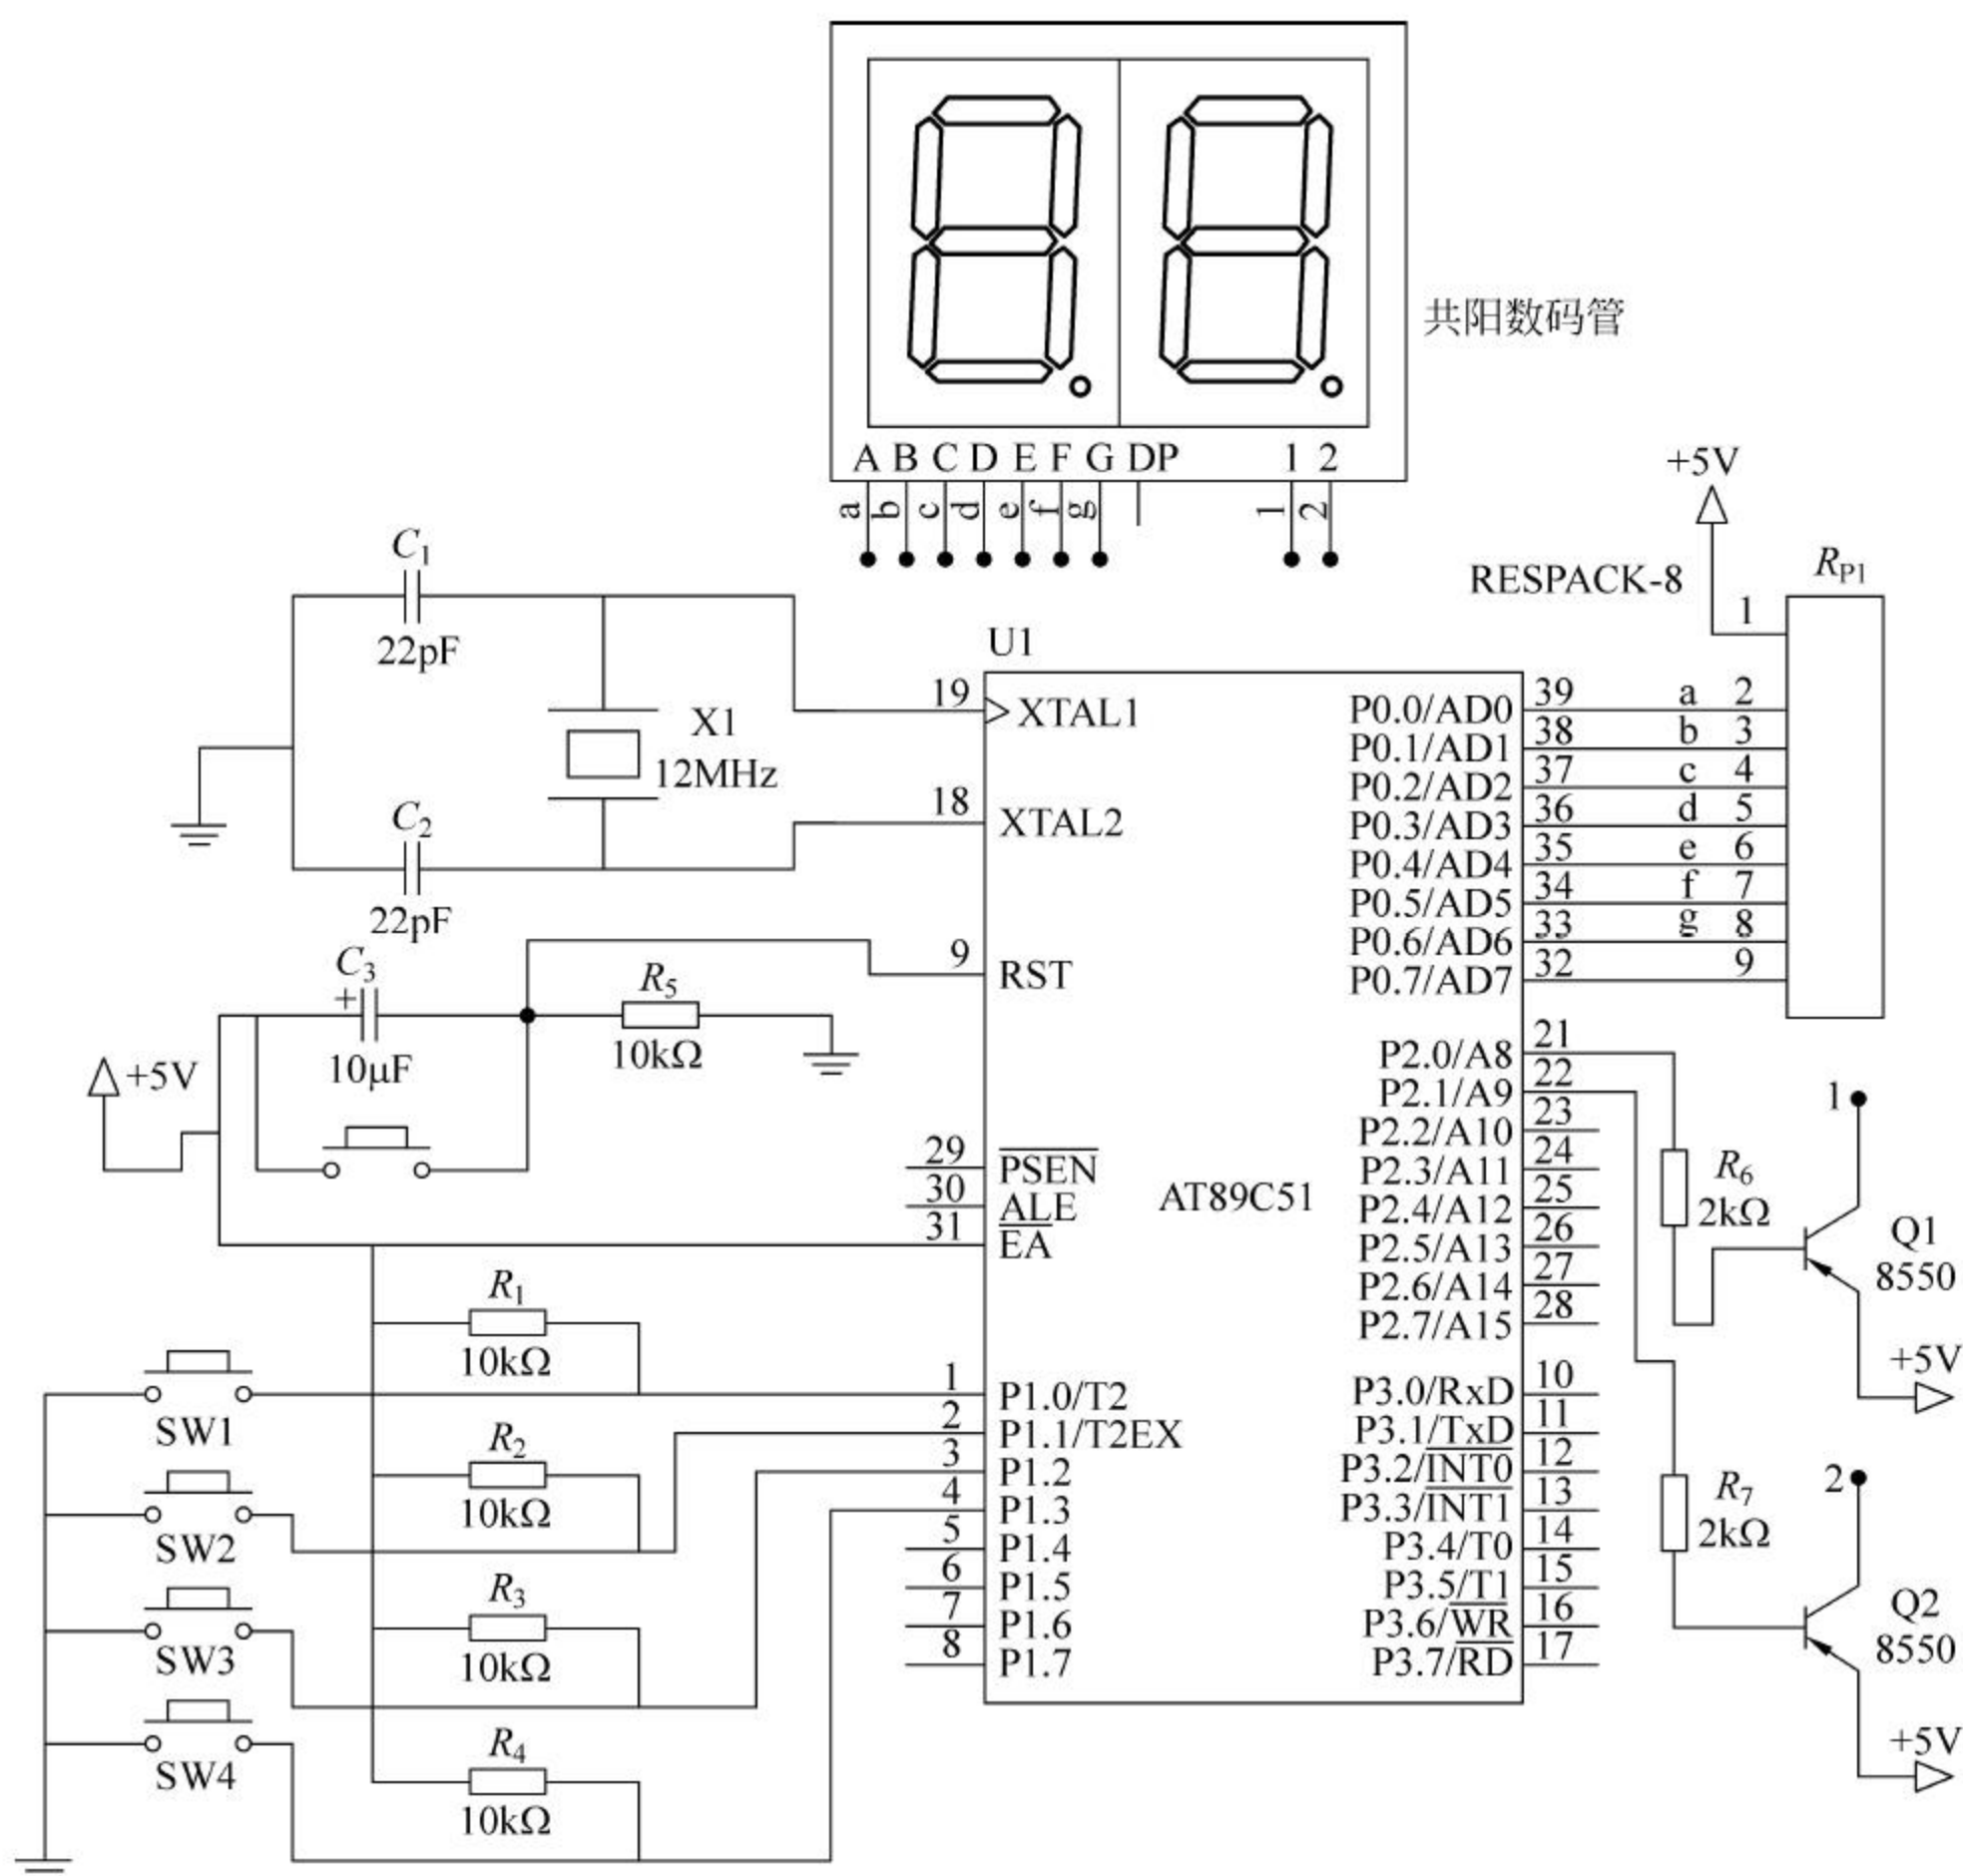 共阳数码管
A B C D E F G DP 1 2
a b c d e f g 1 2
+5V
RESPACK-8
R_P1
1
C1
22pF
X1
12MHz
C2
22pF
U1
AT89C51
19 XTAL1
18 XTAL2
9 RST
29 PSEN
30 ALE
31 EA
1 P1.0/T2
2 P1.1/T2EX
3 P1.2
4 P1.3
5 P1.4
6 P1.5
7 P1.6
8 P1.7
P0.0/AD0 39 a 2
P0.1/AD1 38 b 3
P0.2/AD2 37 c 4
P0.3/AD3 36 d 5
P0.4/AD4 35 e 6
P0.5/AD5 34 f 7
P0.6/AD6 33 g 8
P0.7/AD7 32 9
P2.0/A8 21
P2.1/A9 22
P2.2/A10 23
P2.3/A11 24
P2.4/A12 25
P2.5/A13 26
P2.6/A14 27
P2.7/A15 28
P3.0/RxD 10
P3.1/TxD 11
P3.2/INT0 12
P3.3/INT1 13
P3.4/T0 14
P3.5/T1 15
P3.6/WR 16
P3.7/RD 17
C3
+
10μF
R5
10kΩ
+5V
R1
10kΩ
SW1
R2
10kΩ
SW2
R3
10kΩ
SW3
R4
10kΩ
SW4
1
R6
2kΩ
Q1
8550
+5V
2
R7
2kΩ
Q2
8550
+5V